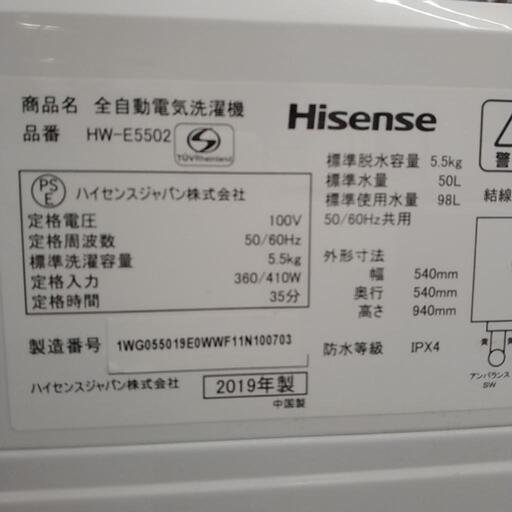 商品名 全自動電気洗濯機
品番 HW-E5502
TÜVRheinland
Hisense
PS
E
ハイセンスジャパン株式会社
定格電圧 100V
定格周波数 50/60Hz
標準洗濯容量 5.5kg
定格入力 360/410W
定格時間 35分
製造番号 1WG055019E0WWF11N100703
ハイセンスジャパン株式会社 2019年製
中国製
標準脱水容量 5.5kg
標準水量 50L
標準使用水量 98L
50/60Hz共用
外形寸法
幅 540mm
奥行 540mm
高さ 940mm
防水等級 IPX4
警
結線
黄 黄
アンバランス
SW